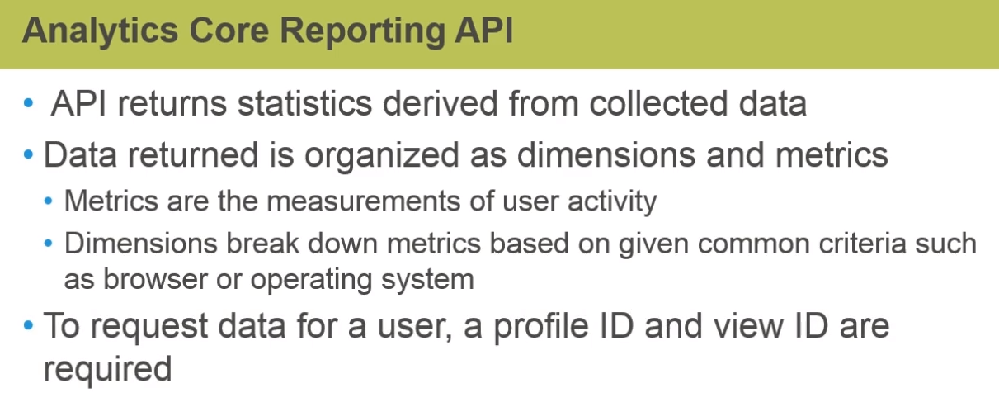 Analytics Core Reporting API
• API returns statistics derived from collected data
• Data returned is organized as dimensions and metrics
• Metrics are the measurements of user activity
• Dimensions break down metrics based on given common criteria such
as browser or operating system
• To request data for a user, a profile ID and view ID are
required